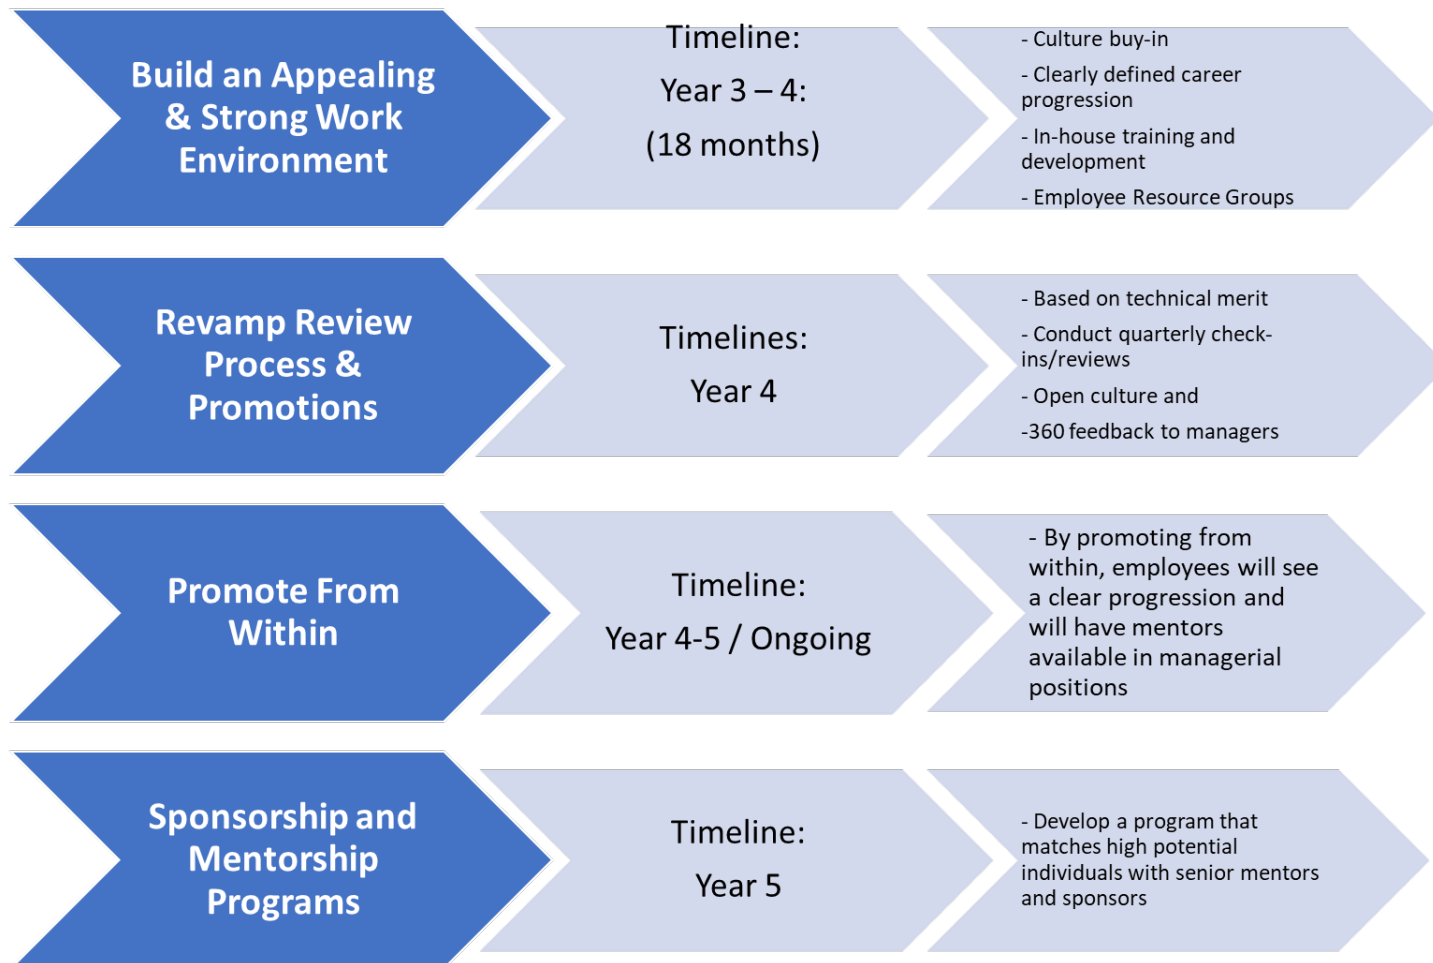 Build an Appealing
& Strong Work
Environment
Timeline:
Year 3 – 4:
(18 months)
- Culture buy-in
- Clearly defined career
progression
- In-house training and
development
- Employee Resource Groups
Revamp Review
Process &
Promotions
Timelines:
Year 4
- Based on technical merit
- Conduct quarterly check-
ins/reviews
- Open culture and
-360 feedback to managers
Promote From
Within
Timeline:
Year 4-5 / Ongoing
- By promoting from
within, employees will see
a clear progression and
will have mentors
available in managerial
positions
Sponsorship and
Mentorship
Programs
Timeline:
Year 5
- Develop a program that
matches high potential
individuals with senior mentors
and sponsors